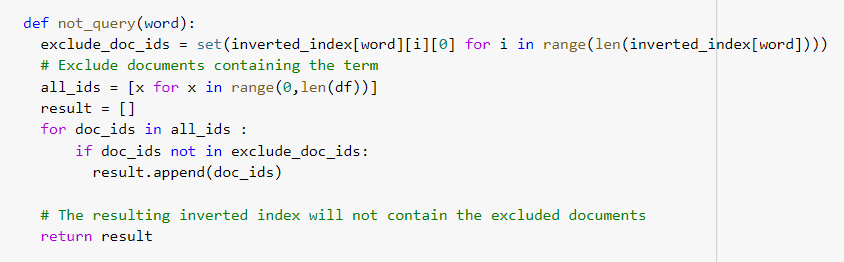 def not_query(word):
  exclude_doc_ids = set(inverted_index[word][i][0] for i in range(len(inverted_index[word])))
  # Exclude documents containing the term
  all_ids = [x for x in range(0,len(df))]
  result = []
  for doc_ids in all_ids :
      if doc_ids not in exclude_doc_ids:
        result.append(doc_ids)

  # The resulting inverted index will not contain the excluded documents
  return result